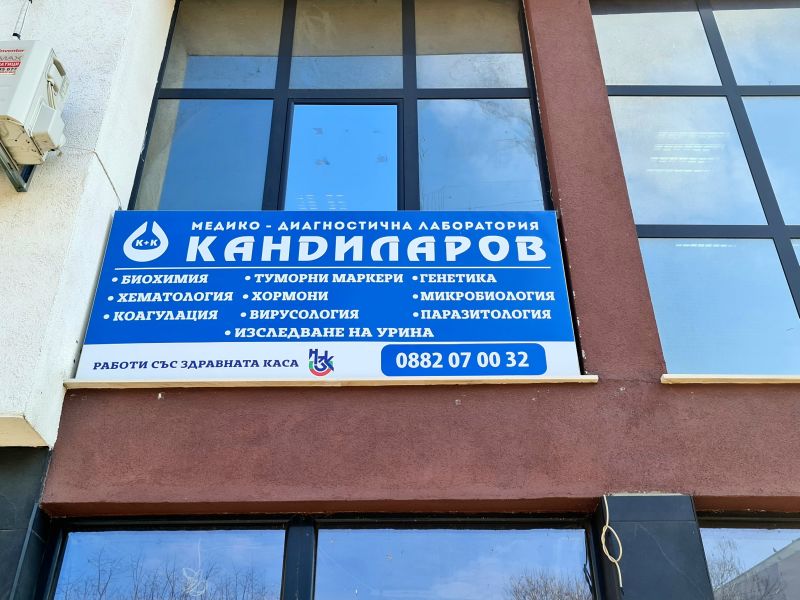 inventor
К+К
МЕДИКО - ДИАГНОСТИЧНА ЛАБОРАТОРИЯ
КАНДИЛАРОВ
• БИОХИМИЯ • ТУМОРНИ МАРКЕРИ • ГЕНЕТИКА
• ХЕМАТОЛОГИЯ • ХОРМОНИ • МИКРОБИОЛОГИЯ
• КОАГУЛАЦИЯ • ВИРУСОЛОГИЯ • ПАРАЗИТОЛОГИЯ
• ИЗСЛЕДВАНЕ НА УРИНА
РАБОТИ СЪС ЗДРАВНАТА КАСА
0882 07 00 32